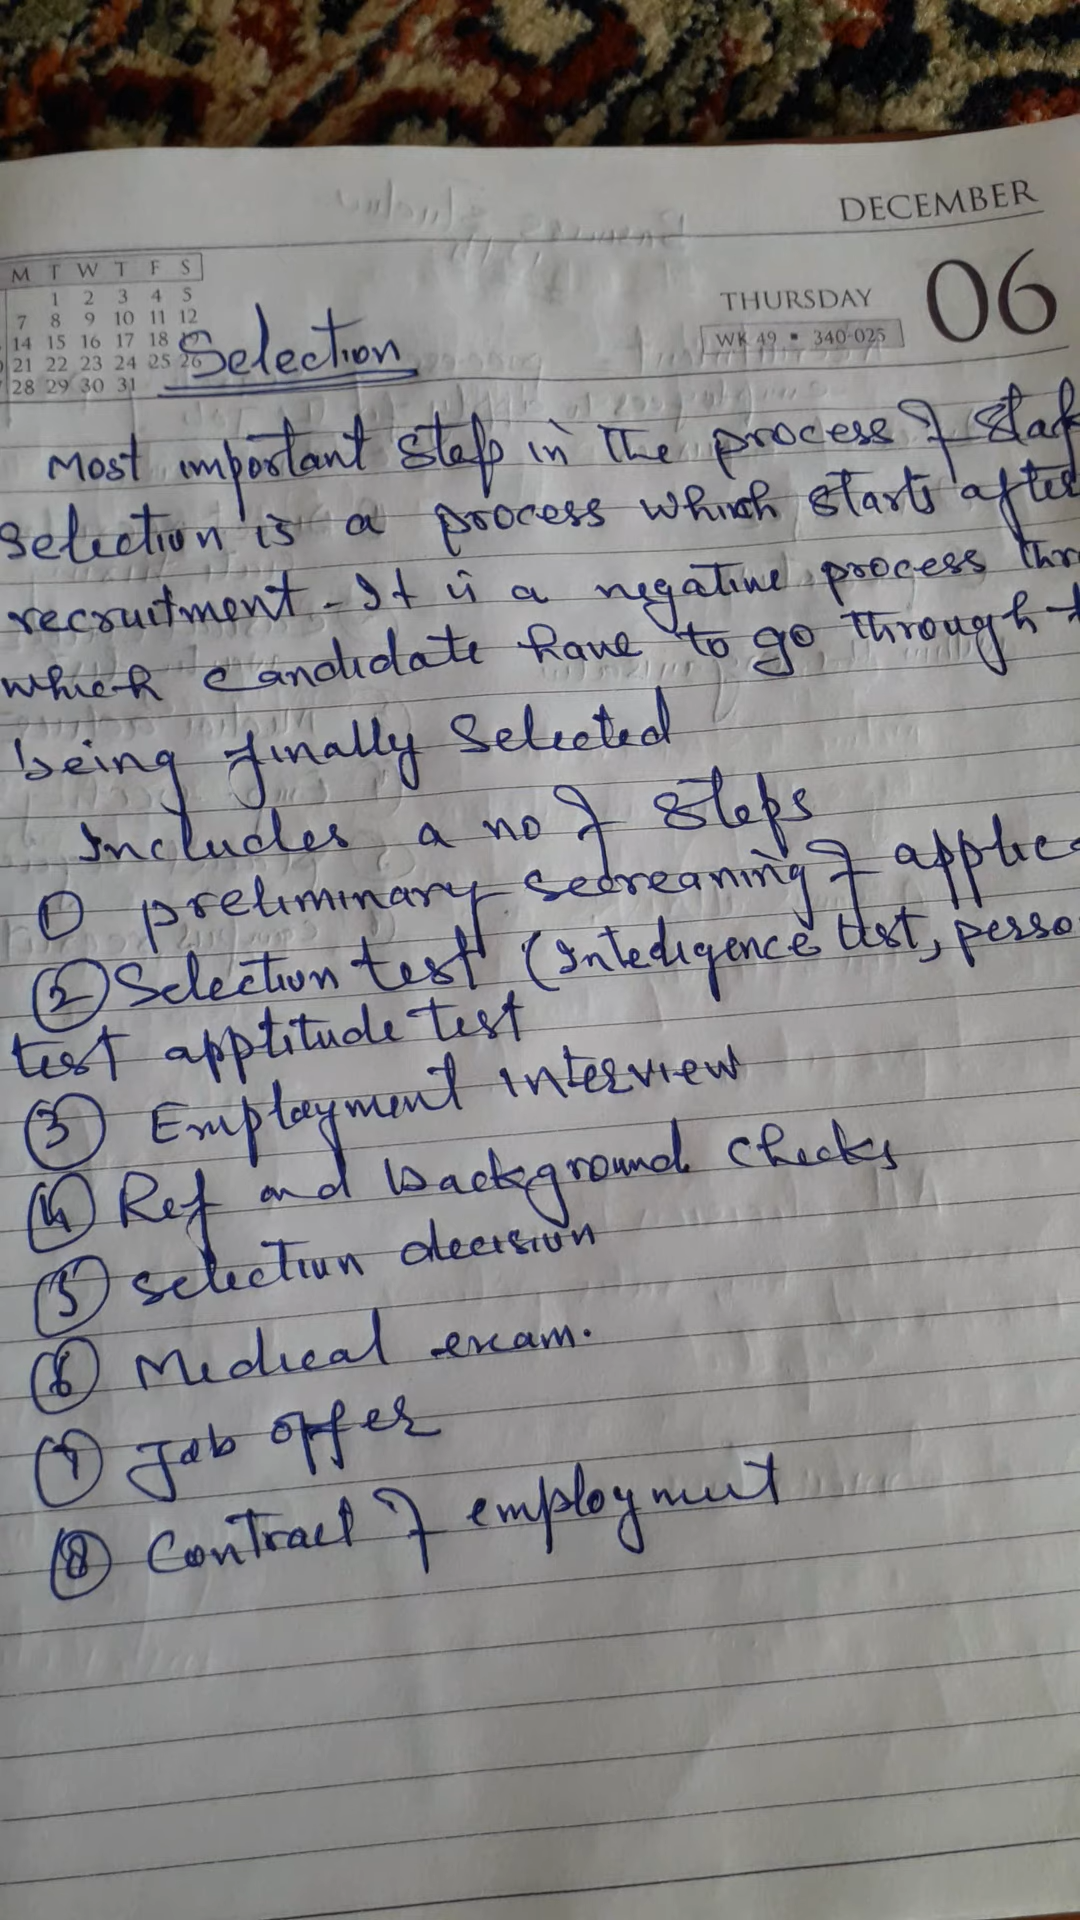 DECEMBER
M T W T F S
1 2 3 4 5
7 8 9 10 11 12
14 15 16 17 18 19
21 22 23 24 25 26
28 29 30 31
THURSDAY 06
WK 49 • 340-025
Selection
Most important step in The process of Staf
Selection is a process which starts after
recruitment - It is a negative process thr
which candidate have to go through t
being finally Selected
Includes a no of Steps
① preliminary secreaning of applic
② Selection test (Intedigence test, perso
test apptitude test
③ Employment interview
④ Ref and background checks
⑤ selection decision
⑥ Medical exam.
⑦ Job offer
⑧ Contract of employment